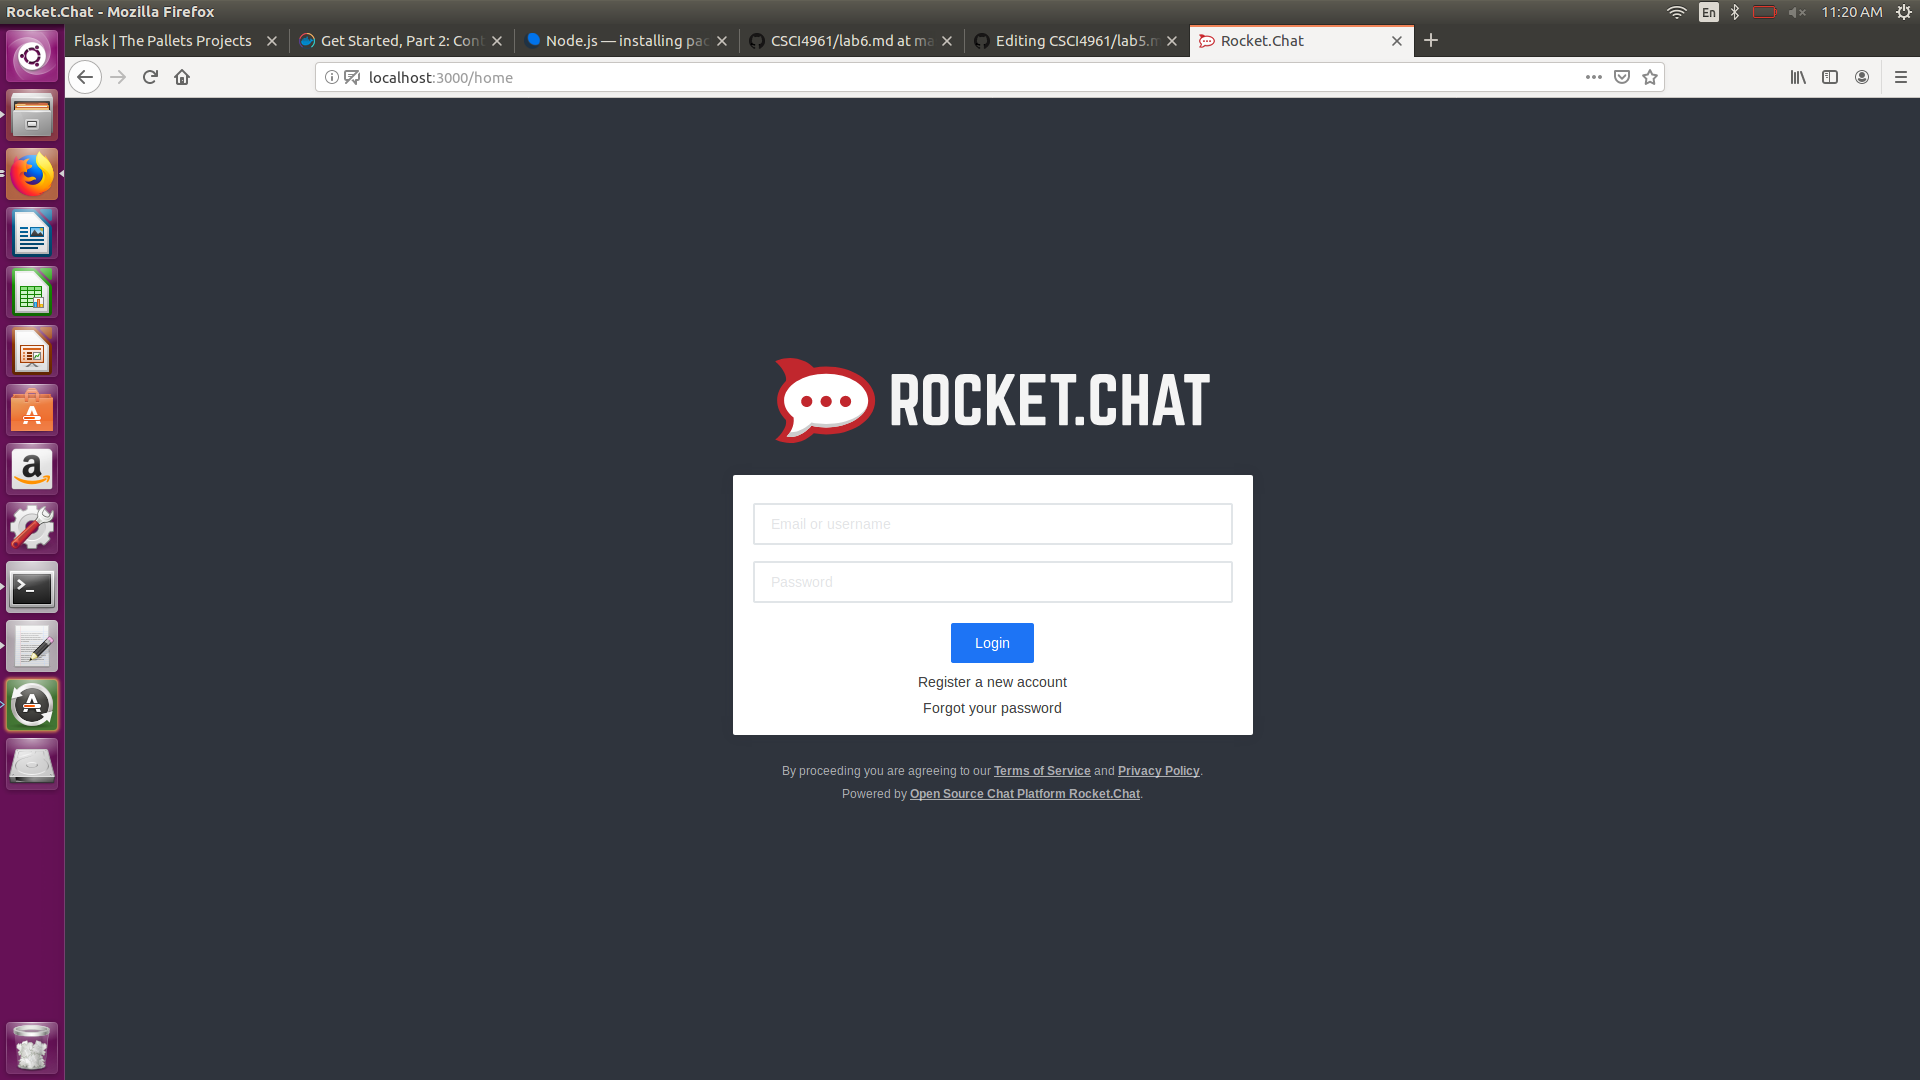 Rocket.Chat - Mozilla Firefox
En
11:20 AM
Flask | The Pallets Projects
Get Started, Part 2: Cont
Node.js — installing pac
CSCI4961/lab6.md at ma
Editing CSCI4961/lab5.m
Rocket.Chat
localhost:3000/home
ROCKET.CHAT
Email or username
Password
Login
Register a new account
Forgot your password
By proceeding you are agreeing to our Terms of Service and Privacy Policy.
Powered by Open Source Chat Platform Rocket.Chat.